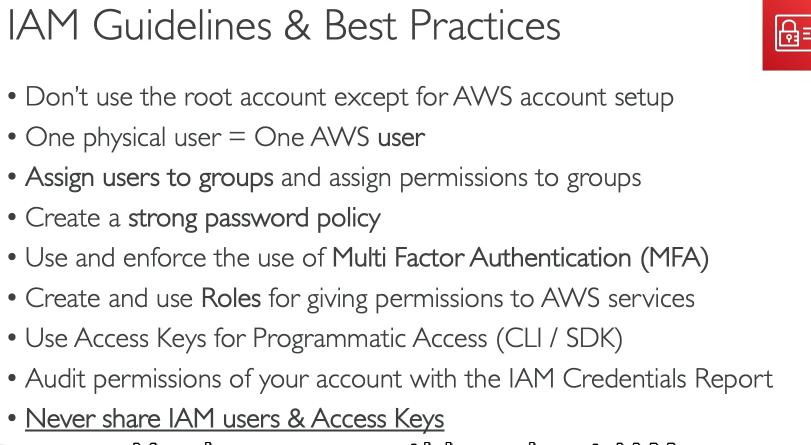 IAM Guidelines & Best Practices
• Don't use the root account except for AWS account setup
• One physical user = One AWS user
• Assign users to groups and assign permissions to groups
• Create a strong password policy
• Use and enforce the use of Multi Factor Authentication (MFA)
• Create and use Roles for giving permissions to AWS services
• Use Access Keys for Programmatic Access (CLI / SDK)
• Audit permissions of your account with the IAM Credentials Report
• Never share IAM users & Access Keys